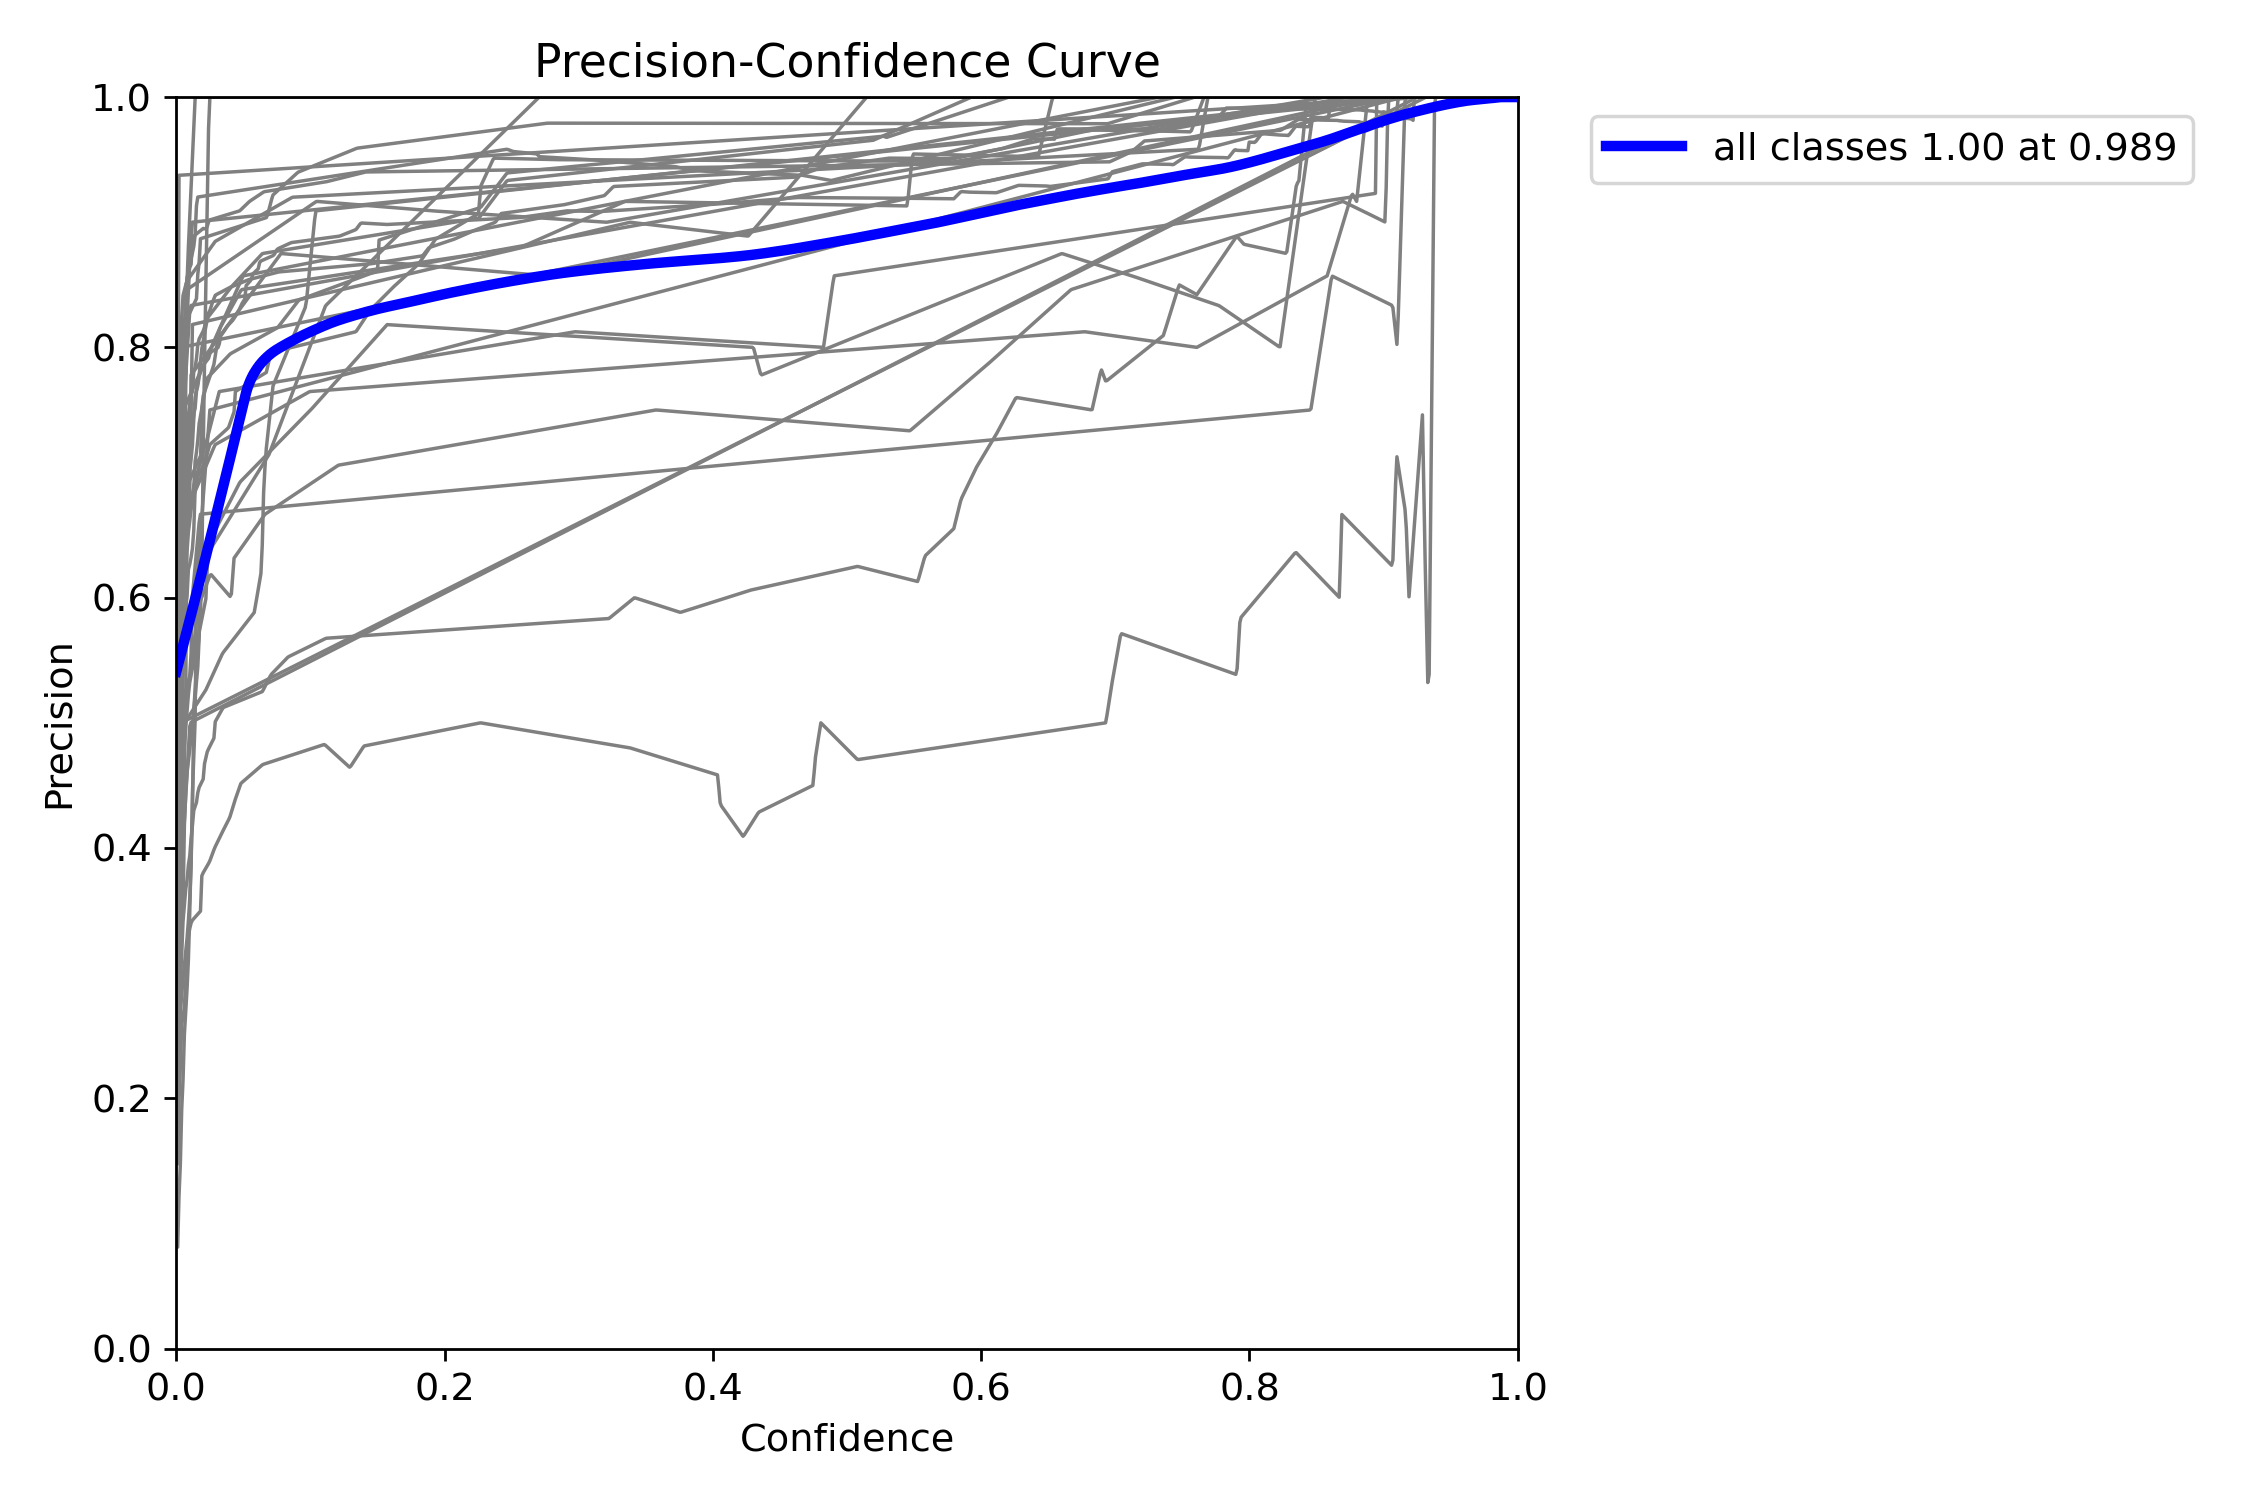 Precision-Confidence Curve
all classes 1.00 at 0.989
1.0
0.8
0.6
0.4
0.2
0.0
Precision
0.0 0.2 0.4 0.6 0.8 1.0
Confidence